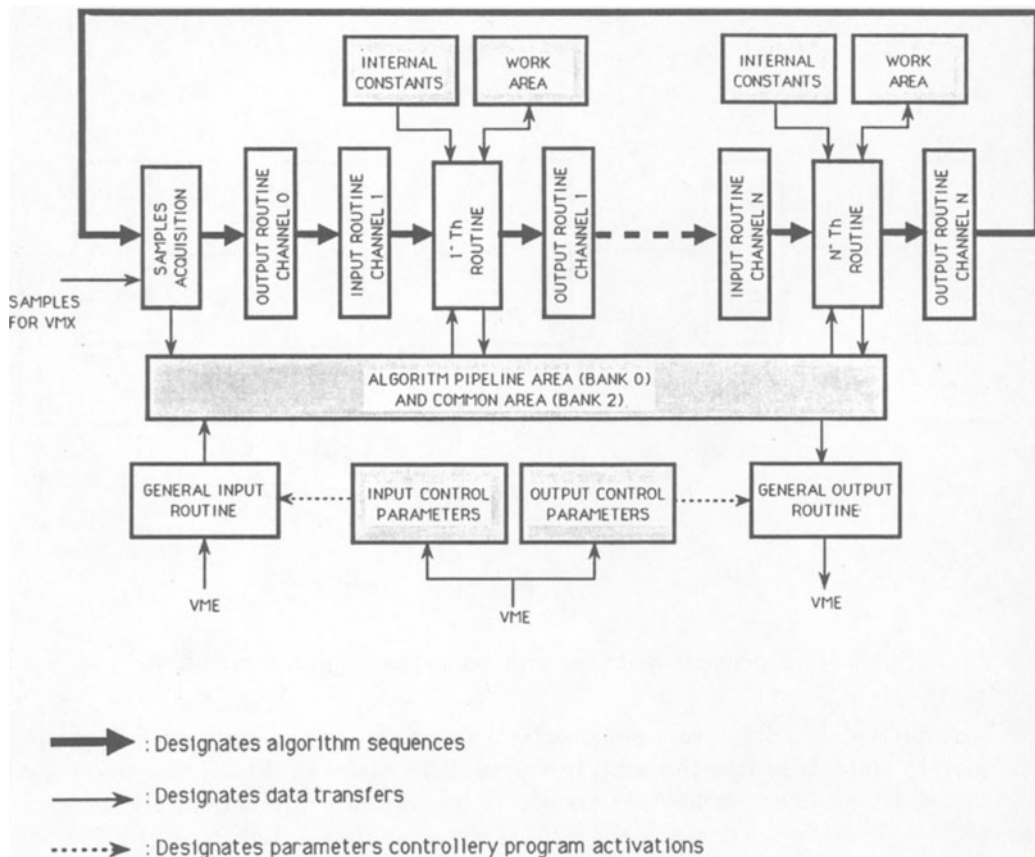 INTERNAL
CONSTANTS
WORK
AREA
INTERNAL
CONSTANTS
WORK
AREA
SAMPLES
ACQUISITION
OUTPUT ROUTINE
CHANNEL 0
INPUT ROUTINE
CHANNEL 1
1- Th
ROUTINE
OUTPUT ROUTINE
CHANNEL 1
INPUT ROUTINE
CHANNEL N
N- Th
ROUTINE
OUTPUT ROUTINE
CHANNEL N
SAMPLES
FOR VMX
ALGORITM PIPELINE AREA (BANK 0)
AND COMMON AREA (BANK 2)
GENERAL INPUT
ROUTINE
INPUT CONTROL
PARAMETERS
OUTPUT CONTROL
PARAMETERS
GENERAL OUTPUT
ROUTINE
VME
VME
VME
: Designates algorithm sequences
: Designates data transfers
: Designates parameters controllery program activations